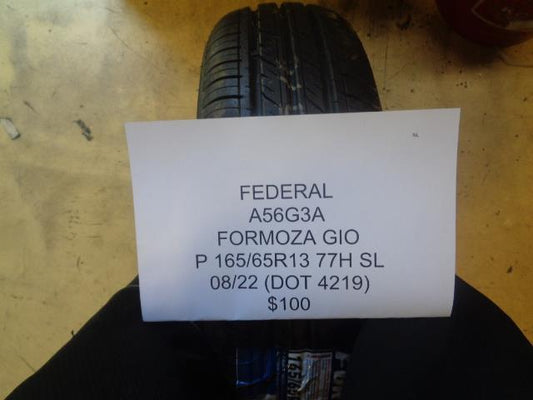 FEDERAL
A56G3A
FORMOZA GIO
P 165/65R13 77H SL
08/22 (DOT 4219)
$100